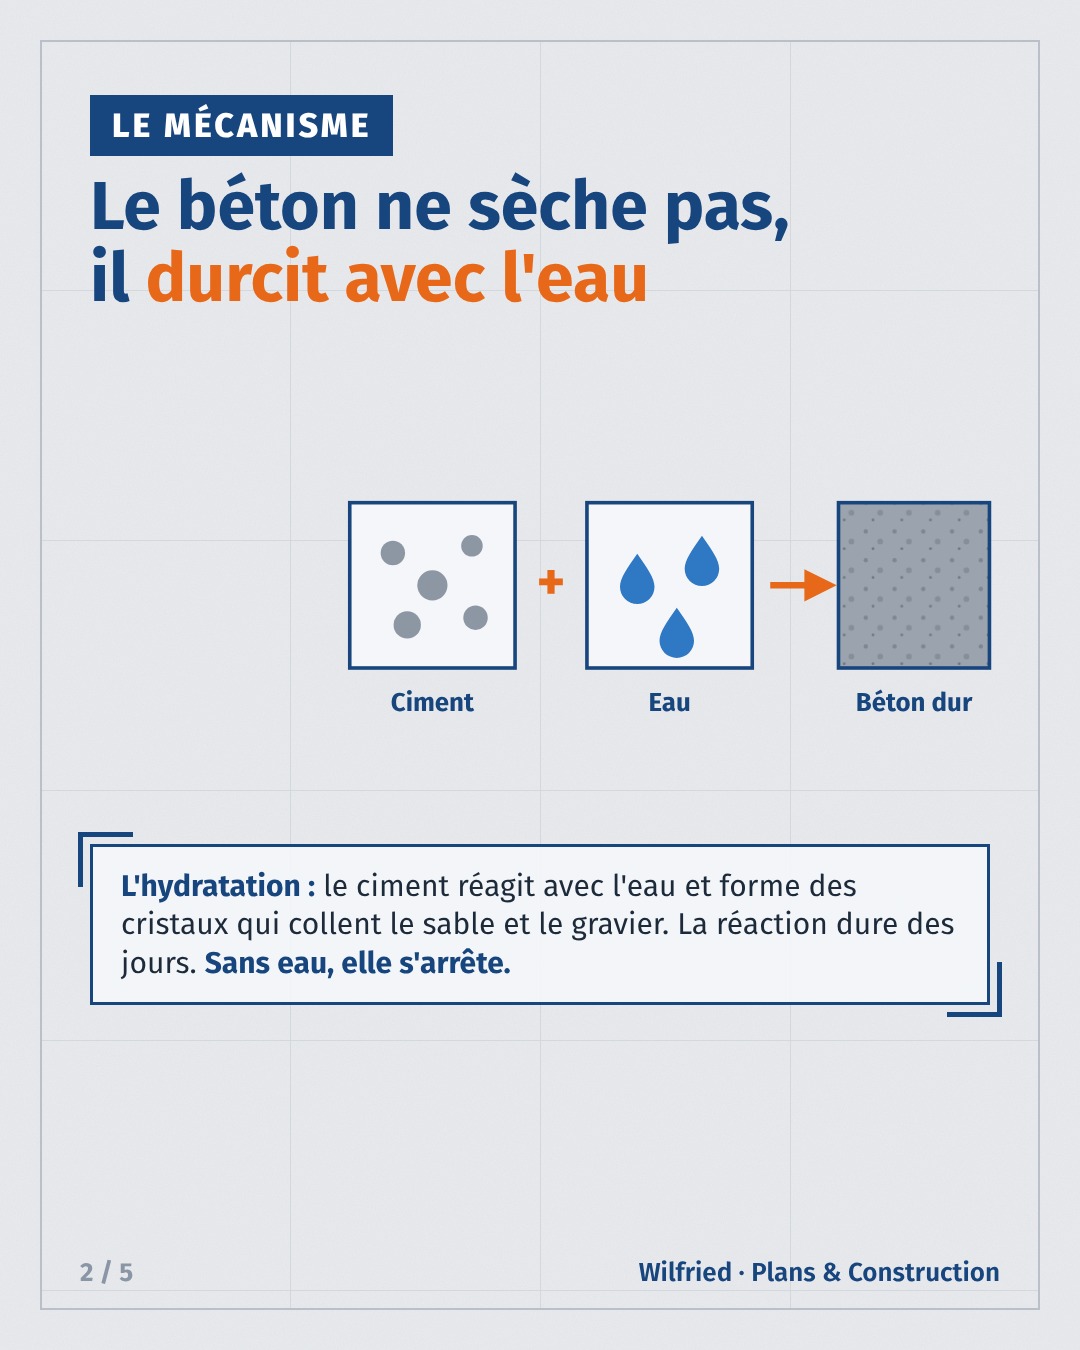 LE MÉCANISME
Le béton ne sèche pas,
il durcit avec l'eau
Ciment
Eau
Béton dur
L'hydratation : le ciment réagit avec l'eau et forme des
cristaux qui collent le sable et le gravier. La réaction dure des
jours. Sans eau, elle s'arrête.
2 / 5
Wilfried · Plans & Construction